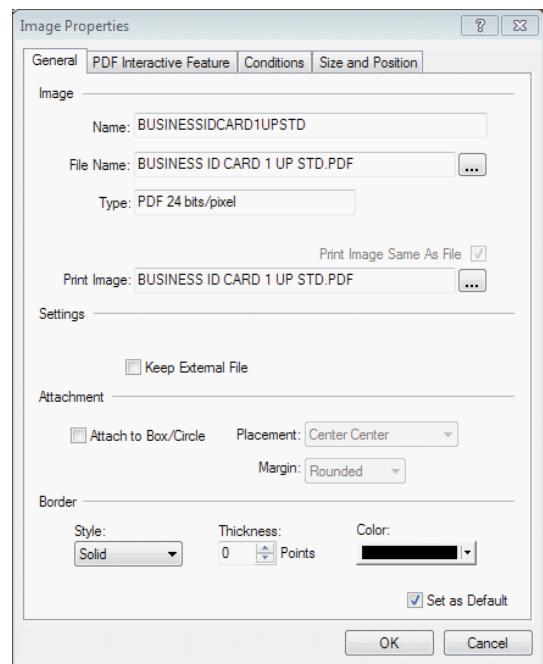 Image Properties
General PDF Interactive Feature Conditions Size and Position
Image
Name: BUSINESSIDCARD1UPSTD
File Name: BUSINESS ID CARD 1 UP STD.PDF ...
Type: PDF 24 bits/pixel
Print Image Same As File
Print Image: BUSINESS ID CARD 1 UP STD.PDF ...
Settings
Keep External File
Attachment
Attach to Box/Circle Placement: Center Center
Margin: Rounded
Border
Style: Thickness: Color:
Solid 0 Points
Set as Default
OK Cancel